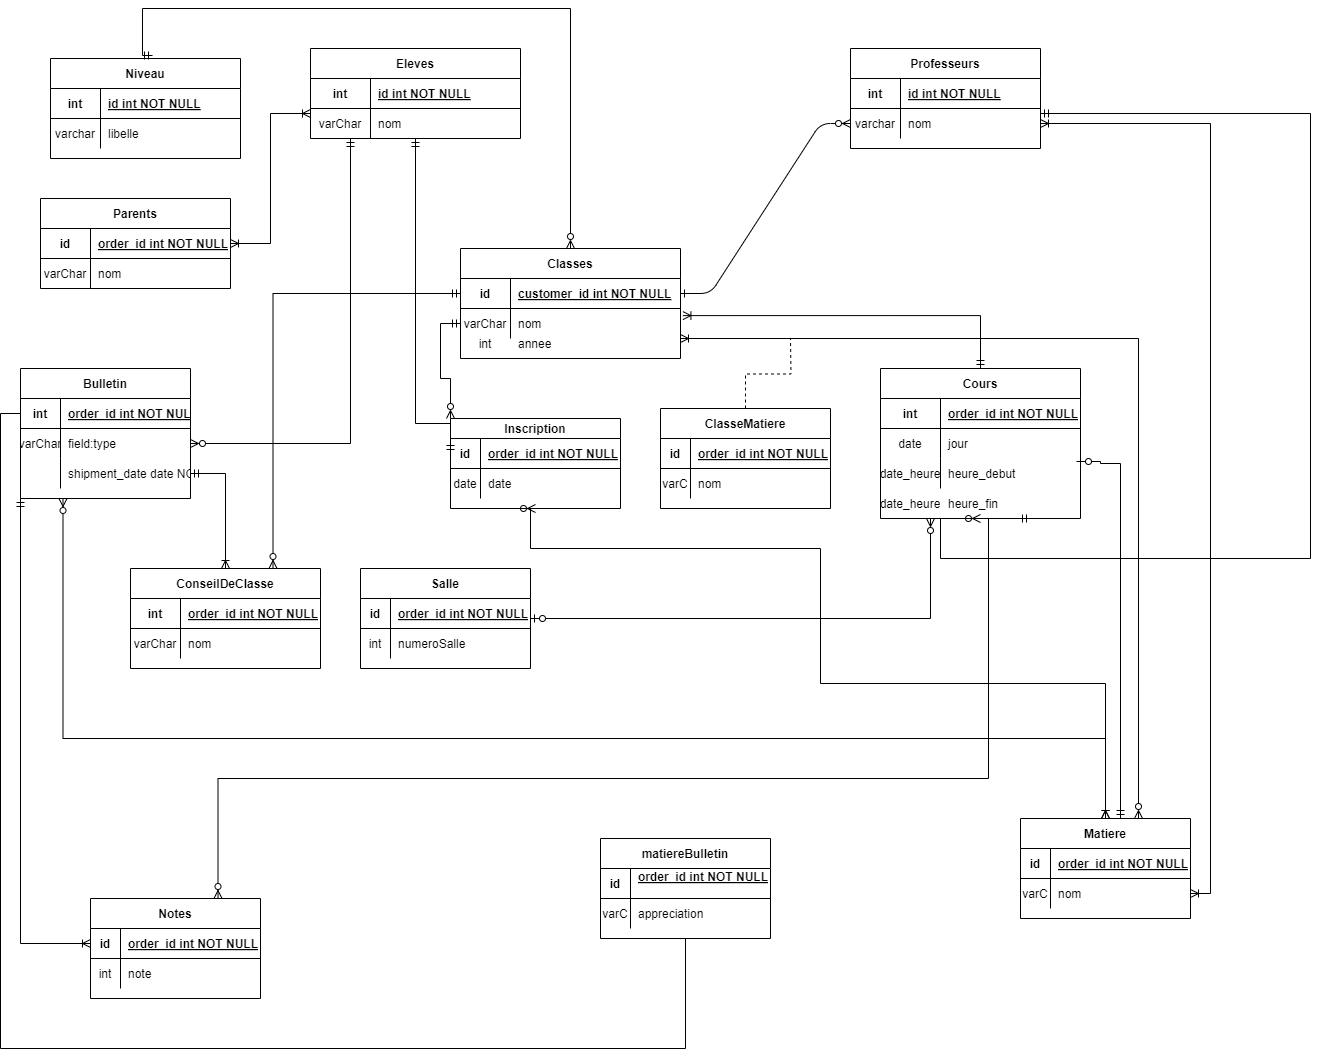 Niveau
int id int NOT NULL
varchar libelle
Eleves
int id int NOT NULL
varChar nom
Professeurs
int id int NOT NULL
varchar nom
Parents
id order_id int NOT NULL
varChar nom
Classes
id customer_id int NOT NULL
varChar nom
int annee
Bulletin
int order_id int NOT NUL
varChar field:type
shipment_date date NO
Inscription
id order_id int NOT NULL
date date
ClasseMatiere
id order_id int NOT NULL
varC nom
Cours
int order_id int NOT NULL
date jour
date_heure heure_debut
date_heure heure_fin
ConseilDeClasse
int order_id int NOT NULL
varChar nom
Salle
id order_id int NOT NULL
int numeroSalle
Matiere
id order_id int NOT NULL
varC nom
matiereBulletin
id order_id int NOT NULL
varC appreciation
Notes
id order_id int NOT NULL
int note